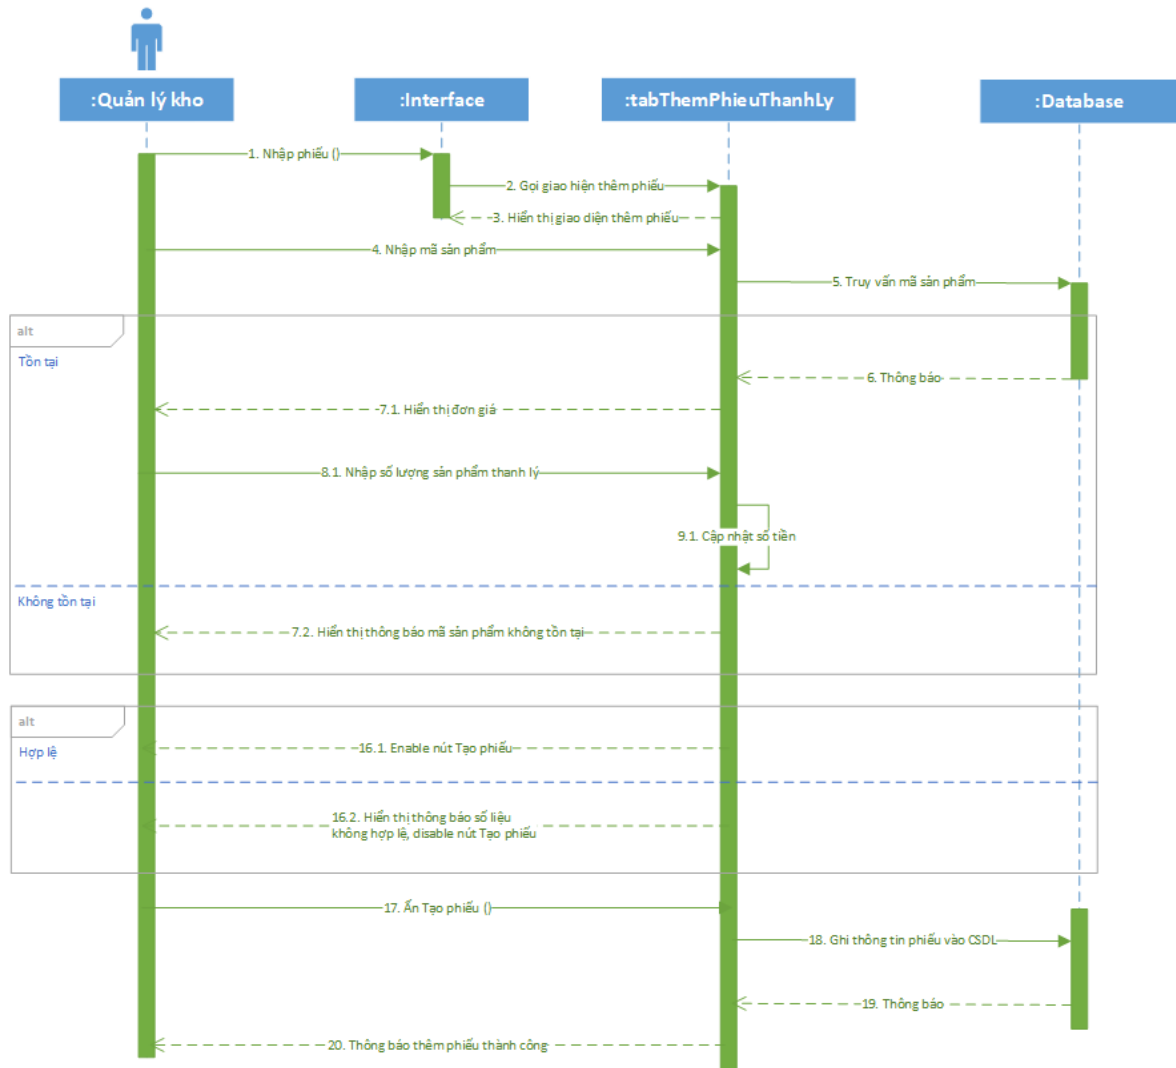 :Quản lý kho
:Interface
:tabThemPhieuThanhLy
:Database
1. Nhập phiếu ()
2. Gọi giao hiện thêm phiếu
3. Hiển thị giao diện thêm phiếu
4. Nhập mã sản phẩm
5. Truy vấn mã sản phẩm
alt
Tồn tại
6. Thông báo
7.1. Hiển thị đơn giá
8.1. Nhập số lượng sản phẩm thanh lý
9.1. Cập nhật số tiền
Không tồn tại
7.2. Hiển thị thông báo mã sản phẩm không tồn tại
alt
Hợp lệ
16.1. Enable nút Tạo phiếu
16.2. Hiển thị thông báo số liệu
không hợp lệ, disable nút Tạo phiếu
17. Ấn Tạo phiếu ()
18. Ghi thông tin phiếu vào CSDL
19. Thông báo
20. Thông báo thêm phiếu thành công